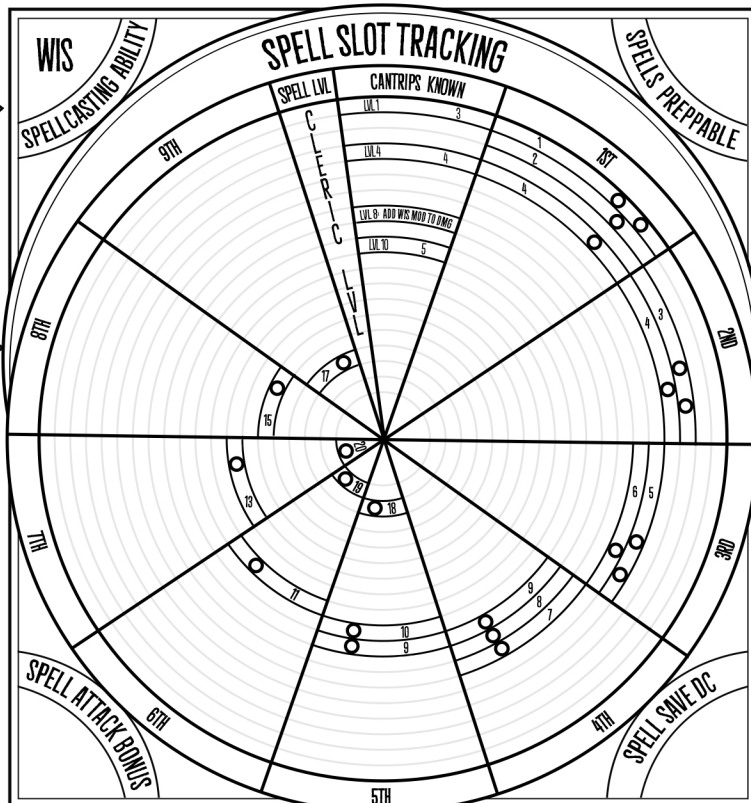 WIS
SPELLCASTING ABILITY
SPELL SLOT TRACKING
SPELLS PREPPABLE
SPELL LVL
CANTRIPS KNOWN
CLERIC LVL
LVL 1 3
LVL 4 4
LVL 8: ADD WIS MOD TO DMG
LVL 10 5
1ST
1
2
4
2ND
3
4
3RD
5
6
4TH
7
8
9
18
5TH
9
10
19
6TH
11
20
7TH
13
8TH
15
9TH
17
SPELL ATTACK BONUS
SPELL SAVE DC